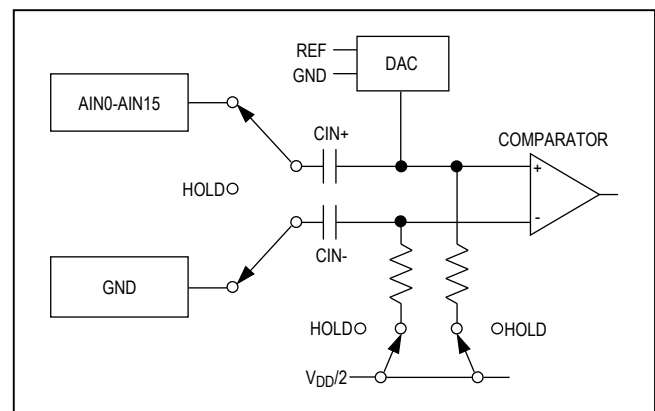 REF
GND
DAC
AIN0-AIN15
CIN+
COMPARATOR
+
HOLD
-
CIN-
GND
HOLD
HOLD
VDD/2